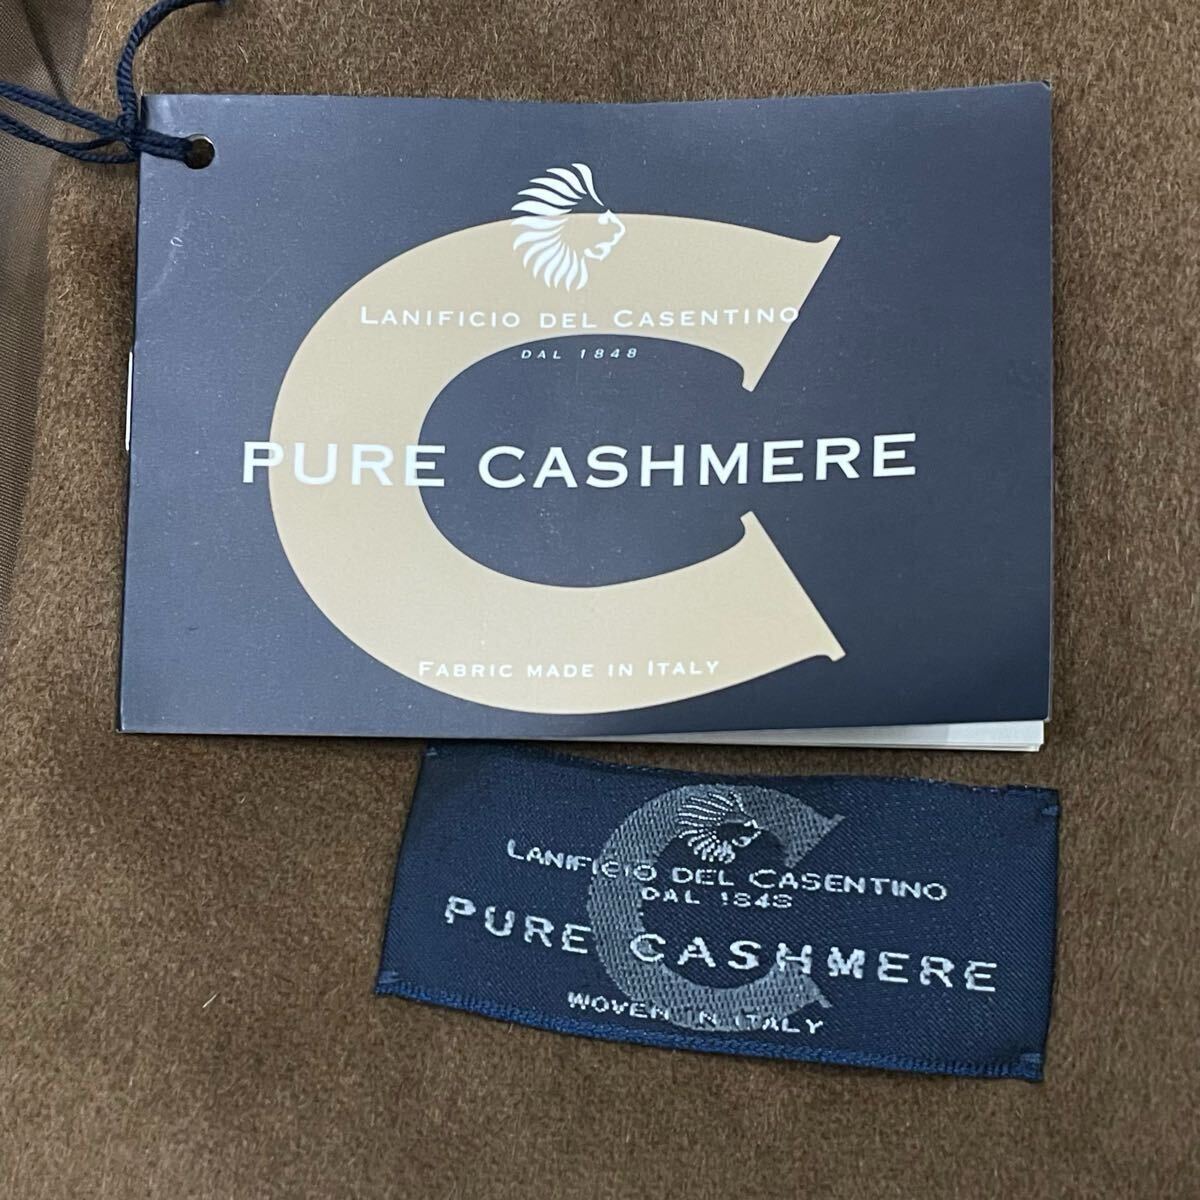 LANIFICIO DEL CASENTINO
DAL 1848
PURE CASHMERE
FABRIC MADE IN ITALY
LANIFICIO DEL CASENTINO
DAL 1848
PURE CASHMERE
WOVEN IN ITALY